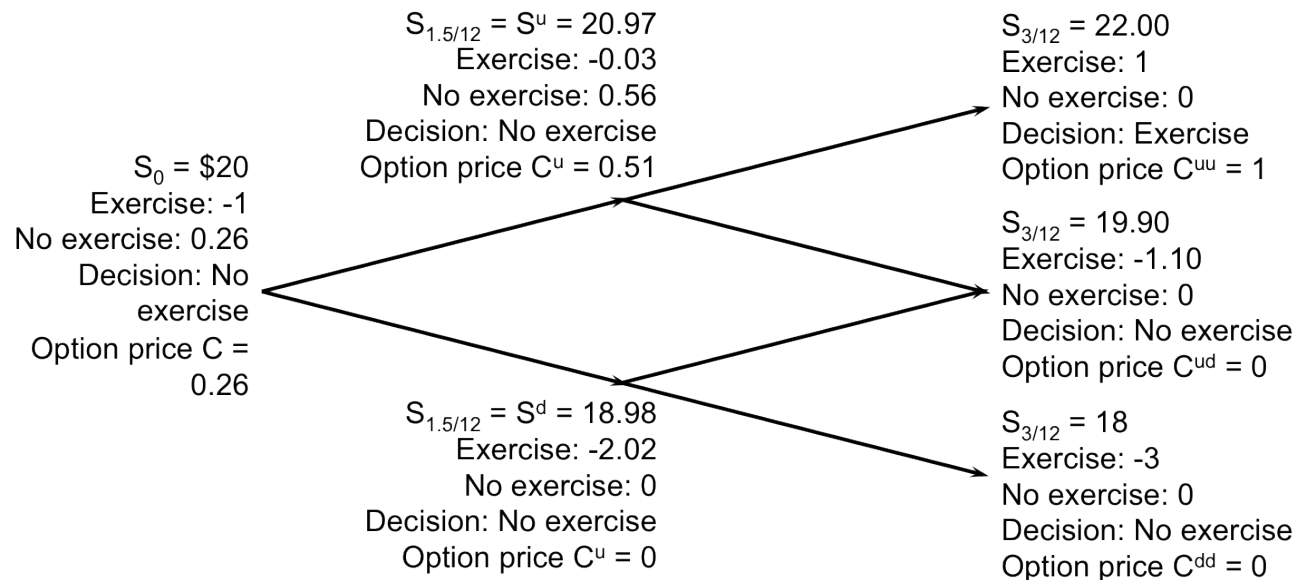 S₀ = $20
Exercise: -1
No exercise: 0.26
Decision: No
exercise
Option price C =
0.26
S₁.₅/₁₂ = Sᵘ = 20.97
Exercise: -0.03
No exercise: 0.56
Decision: No exercise
Option price Cᵘ = 0.51
S₁.₅/₁₂ = Sᵈ = 18.98
Exercise: -2.02
No exercise: 0
Decision: No exercise
Option price Cᵘ = 0
S₃/₁₂ = 22.00
Exercise: 1
No exercise: 0
Decision: Exercise
Option price Cᵘᵘ = 1
S₃/₁₂ = 19.90
Exercise: -1.10
No exercise: 0
Decision: No exercise
Option price Cᵘᵈ = 0
S₃/₁₂ = 18
Exercise: -3
No exercise: 0
Decision: No exercise
Option price Cᵈᵈ = 0